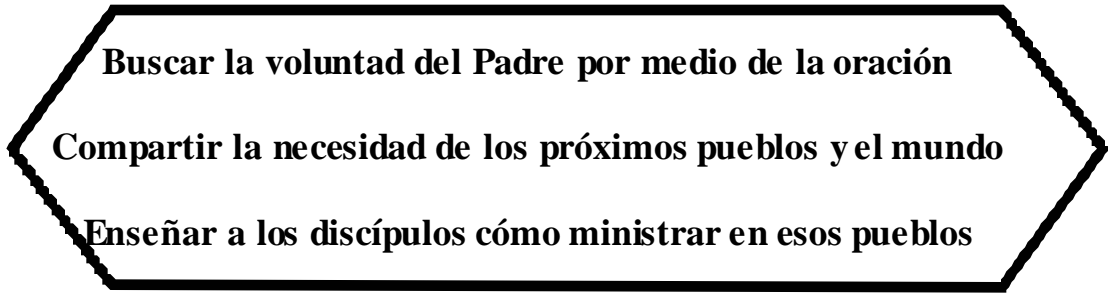 Buscar la voluntad del Padre por medio de la oración
Compartir la necesidad de los próximos pueblos y el mundo
Enseñar a los discípulos cómo ministrar en esos pueblos